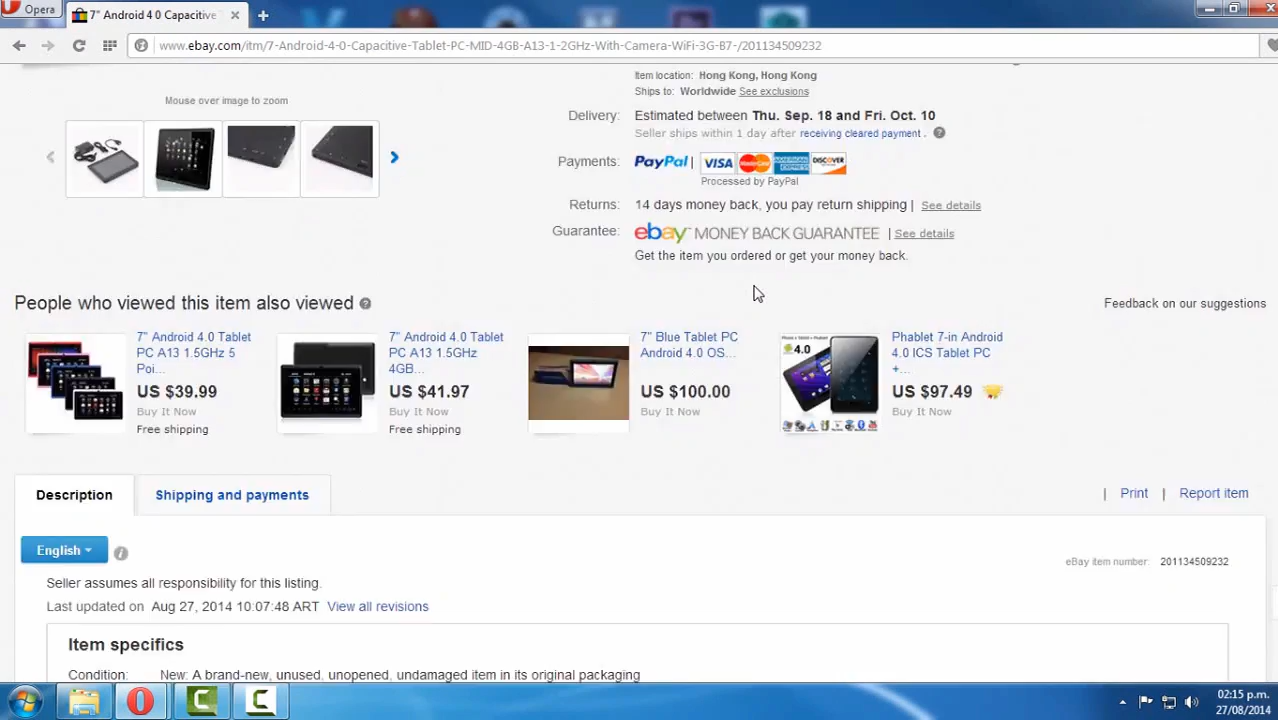 Opera
7" Android 4 0 Capacitive
www.ebay.com/itm/7-Android-4-0-Capacitive-Tablet-PC-MID-4GB-A13-1-2GHz-With-Camera-WiFi-3G-B7-/201134509232
Item location: Hong Kong, Hong Kong
Mouse over image to zoom
Ships to: Worldwide See exclusions
Delivery: Estimated between Thu. Sep. 18 and Fri. Oct. 10
Seller ships within 1 day after receiving cleared payment . ?
Payments: PayPal | VISA MasterCard AMERICAN EXPRESS DISCOVER
Processed by PayPal
Returns: 14 days money back, you pay return shipping | See details
Guarantee: ebay MONEY BACK GUARANTEE | See details
Get the item you ordered or get your money back.
People who viewed this item also viewed ?
Feedback on our suggestions
7" Android 4.0 Tablet
PC A13 1.5GHz 5
Poi...
US $39.99
Buy It Now
Free shipping
7" Android 4.0 Tablet
PC A13 1.5GHz
4GB...
US $41.97
Buy It Now
Free shipping
7" Blue Tablet PC
Android 4.0 OS...
US $100.00
Buy It Now
4.0
Phablet 7-in Android
4.0 ICS Tablet PC
+...
US $97.49
Buy It Now
Description
Shipping and payments
| Print | Report item
English
eBay item number: 201134509232
Seller assumes all responsibility for this listing.
Last updated on Aug 27, 2014 10:07:48 ART View all revisions
Item specifics
Condition: New: A brand-new, unused, unopened, undamaged item in its original packaging
02:15 p.m.
27/08/2014